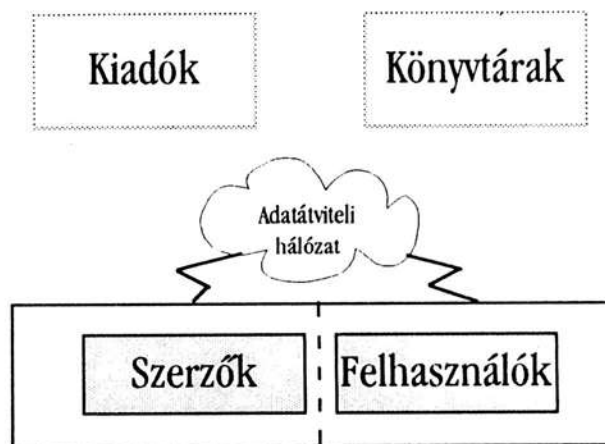 Kiadók
Könyvtárak
Adatátviteli
hálózat
Szerzők
Felhasználók